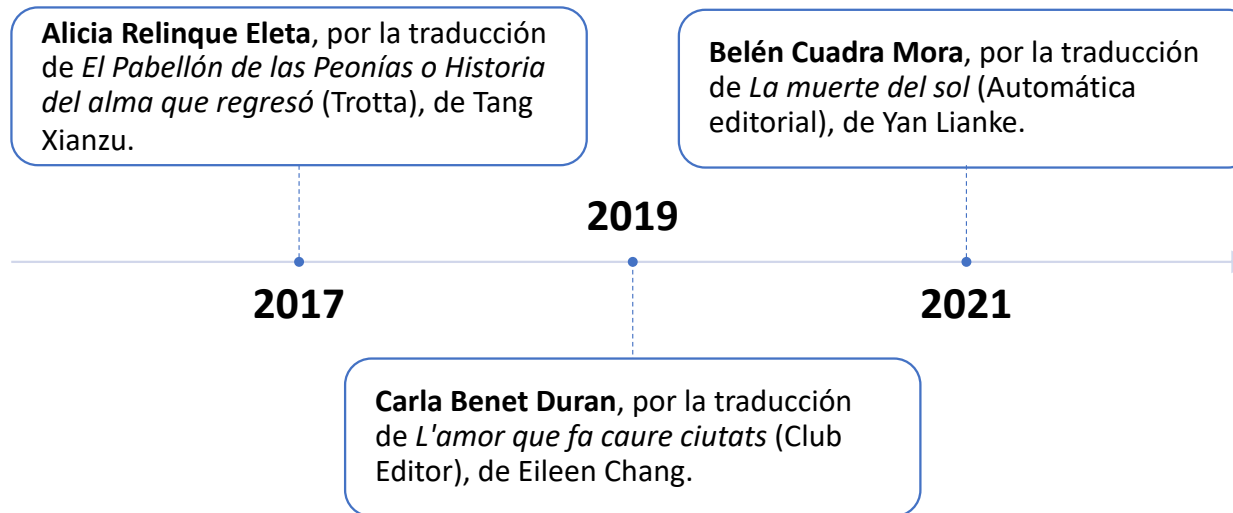 Alicia Relinque Eleta, por la traducción
de El Pabellón de las Peonías o Historia
del alma que regresó (Trotta), de Tang
Xianzu.
Belén Cuadra Mora, por la traducción
de La muerte del sol (Automática
editorial), de Yan Lianke.
2019
2017
2021
Carla Benet Duran, por la traducción
de L'amor que fa caure ciutats (Club
Editor), de Eileen Chang.